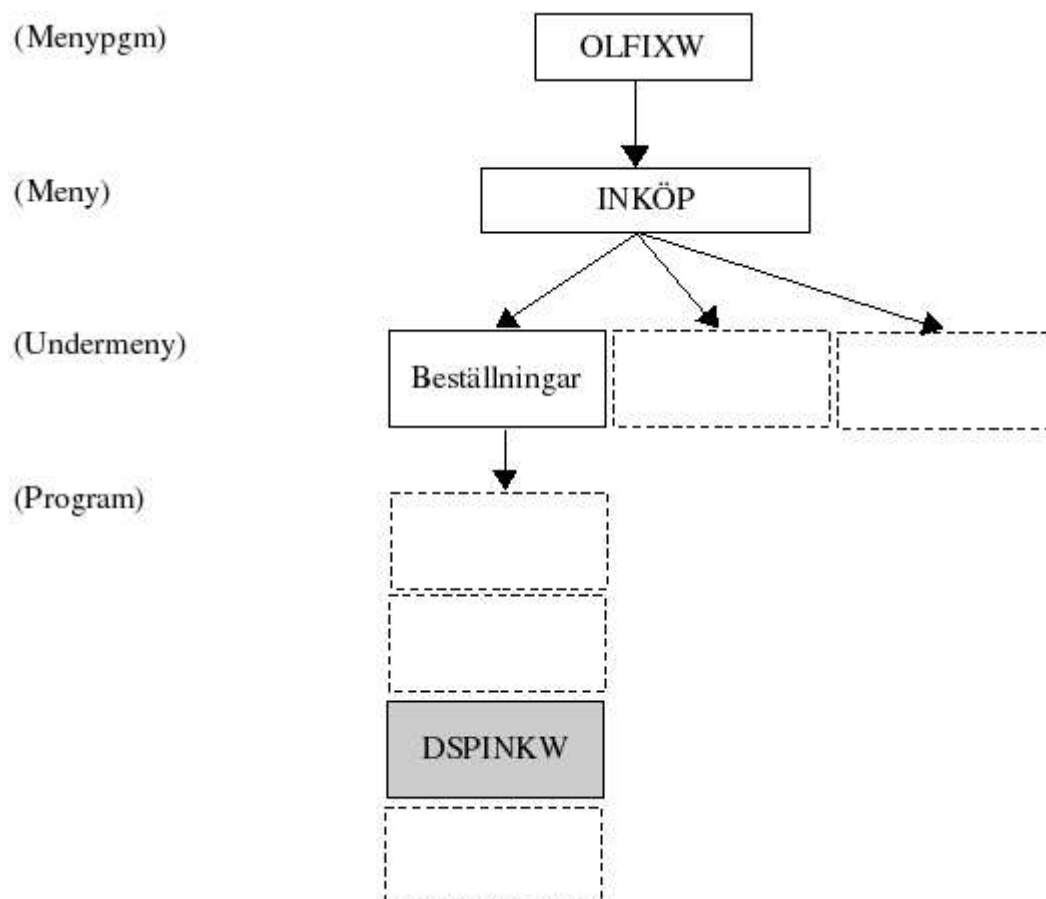 (Menypgm)
OLFIXW
(Meny)
INKÖP
(Undermeny)
Beställningar
(Program)
DSPINKW